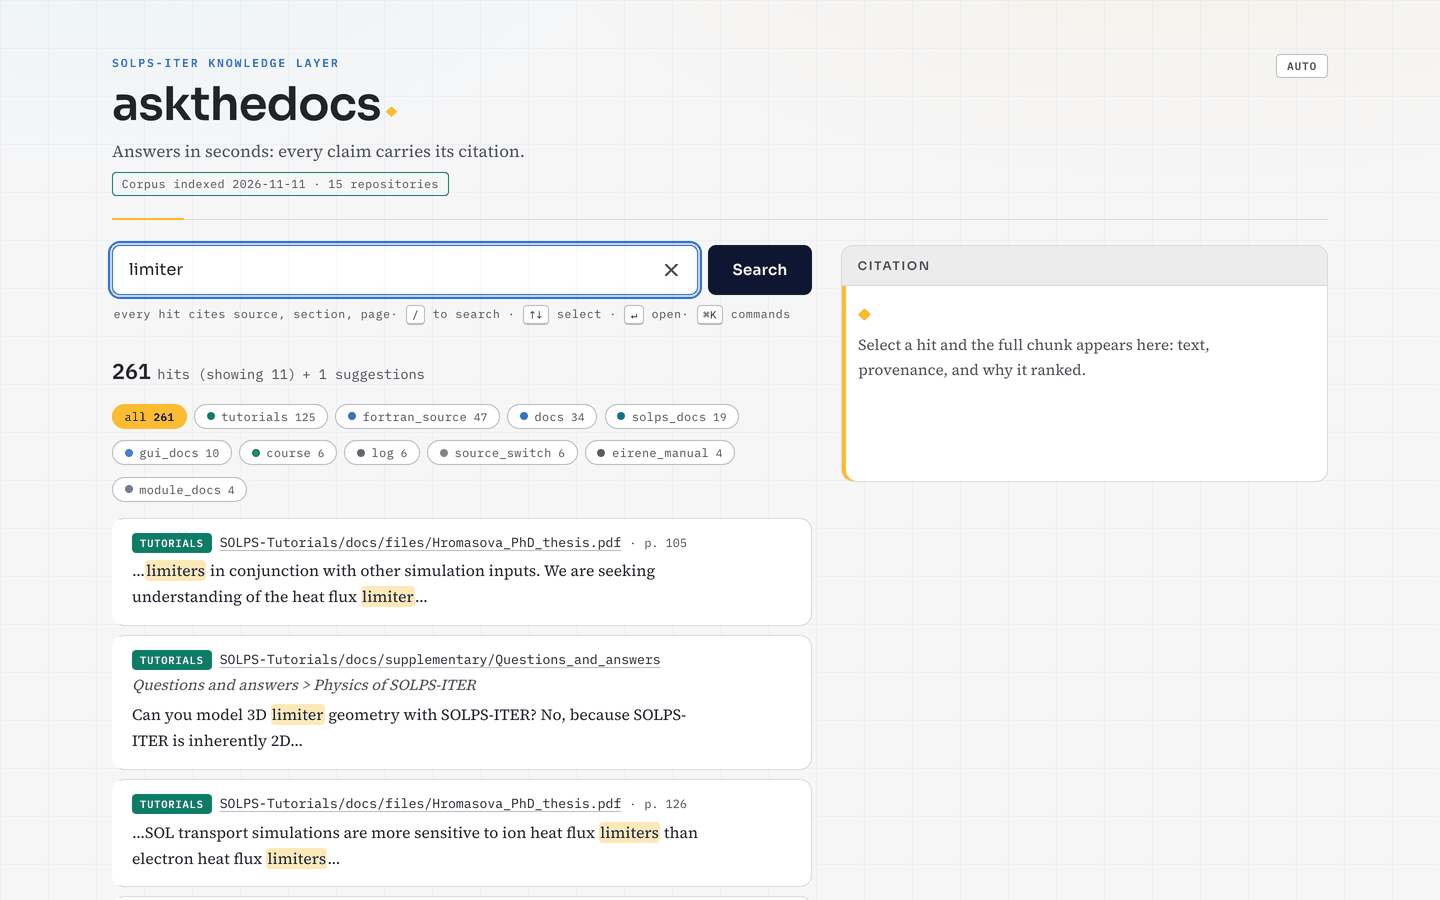 SOLPS-ITER KNOWLEDGE LAYER
AUTO
askthedocs
Answers in seconds: every claim carries its citation.
Corpus indexed 2026-11-11 · 15 repositories
limiter
Search
every hit cites source, section, page· / to search · ↑↓ select · ↵ open· ⌘K commands
261 hits (showing 11) + 1 suggestions
all 261
tutorials 125
fortran_source 47
docs 34
solps_docs 19
gui_docs 10
course 6
log 6
source_switch 6
eirene_manual 4
module_docs 4
TUTORIALS SOLPS-Tutorials/docs/files/Hromasova_PhD_thesis.pdf · p. 105
…limiters in conjunction with other simulation inputs. We are seeking
understanding of the heat flux limiter…
TUTORIALS SOLPS-Tutorials/docs/supplementary/Questions_and_answers
Questions and answers > Physics of SOLPS-ITER
Can you model 3D limiter geometry with SOLPS-ITER? No, because SOLPS-
ITER is inherently 2D…
TUTORIALS SOLPS-Tutorials/docs/files/Hromasova_PhD_thesis.pdf · p. 126
…SOL transport simulations are more sensitive to ion heat flux limiters than
electron heat flux limiters…
CITATION
Select a hit and the full chunk appears here: text,
provenance, and why it ranked.